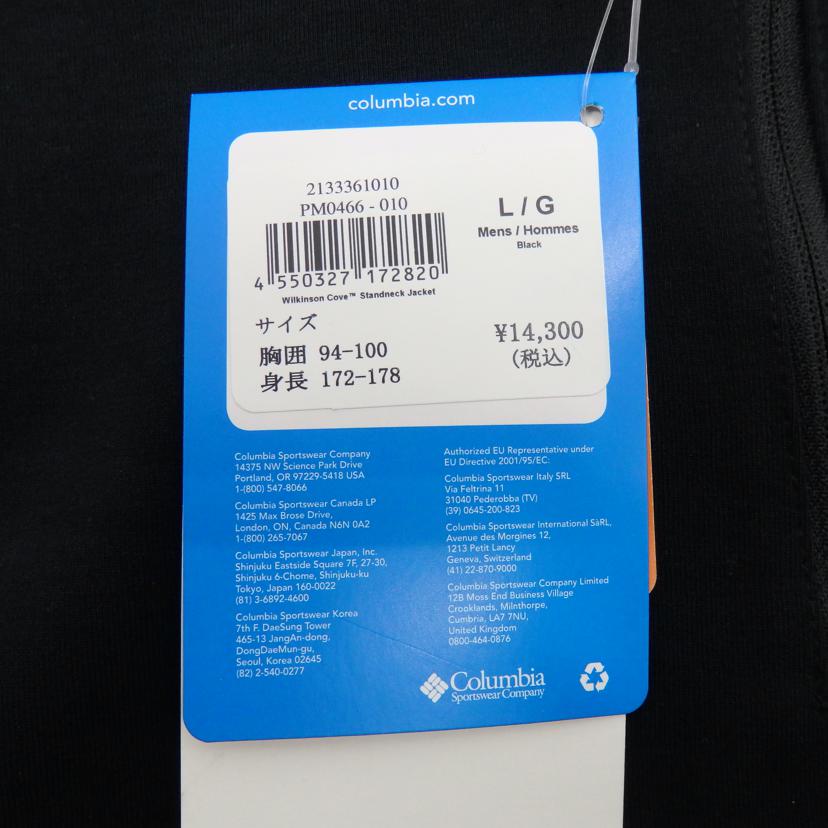 columbia.com
2133361010
PM0466 - 010
4 550327 172820
Wilkinson Cove™ Standneck Jacket
L / G
Mens / Hommes
Black
サイズ
胸囲 94-100
身長 172-178
¥14,300
(税込)
Columbia Sportswear Company
14375 NW Science Park Drive
Portland, OR 97229-5418 USA
1-(800) 547-8066
Columbia Sportswear Canada LP
1425 Max Brose Drive,
London, ON, Canada N6N 0A2
1-(800) 265-7067
Columbia Sportswear Japan, Inc.
Shinjuku Eastside Square 7F, 27-30,
Shinjuku 6-Chome, Shinjuku-ku
Tokyo, Japan 160-0022
(81) 3-6892-4600
Columbia Sportswear Korea
7th F. DaeSung Tower
465-13 JangAn-dong,
DongDaeMun-gu,
Seoul, Korea 02645
(82) 2-540-0277
Authorized EU Representative under
EU Directive 2001/95/EC:
Columbia Sportswear Italy SRL
Via Feltrina 11
31040 Pederobba (TV)
(39) 0645-200-823
Columbia Sportswear International SàRL,
Avenue des Morgines 12,
1213 Petit Lancy
Geneva, Switzerland
(41) 22-870-9000
Columbia Sportswear Company Limited
12B Moss End Business Village
Crooklands, Milnthorpe,
Cumbria, LA7 7NU,
United Kingdom
0800-464-0876
Columbia
Sportswear Company